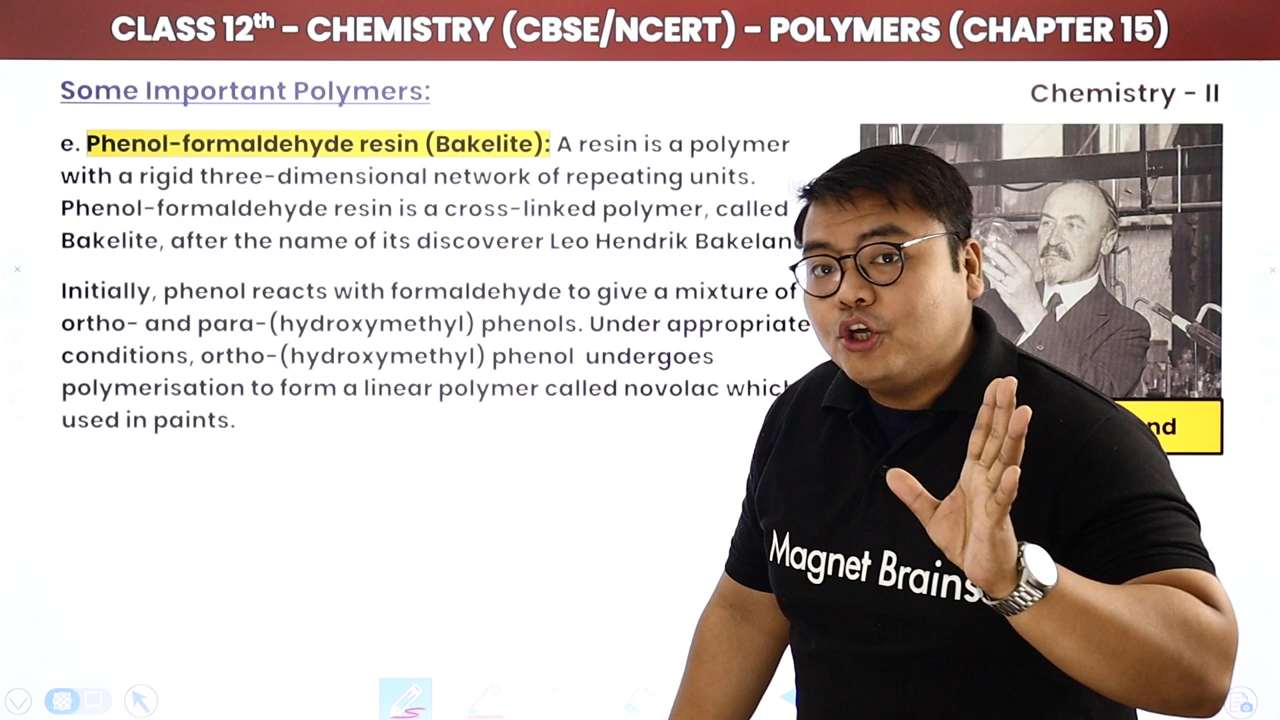 CLASS 12th - CHEMISTRY (CBSE/NCERT) - POLYMERS (CHAPTER 15)
Some Important Polymers:
Chemistry - II
e. Phenol-formaldehyde resin (Bakelite): A resin is a polymer
with a rigid three-dimensional network of repeating units.
Phenol-formaldehyde resin is a cross-linked polymer, called
Bakelite, after the name of its discoverer Leo Hendrik
Initially, phenol reacts with formaldehyde to give a mixture of
ortho- and para-(hydroxymethyl) phenols. Under appropriate
conditions, ortho-(hydroxymethyl) phenol undergoes
polymerisation to form a linear polymer called novolac
used in paints.
Magnet Brains